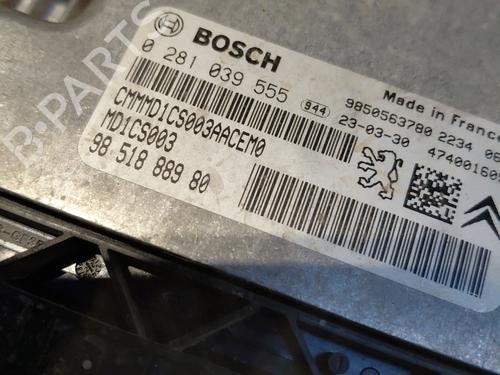 BOSCH
0 281 039 555 944
CMMMD1CS003AACEM0
MD1CS003
98 518 889 80
Made in France
9850563780 2234 06
23-03-30
B-PARTS